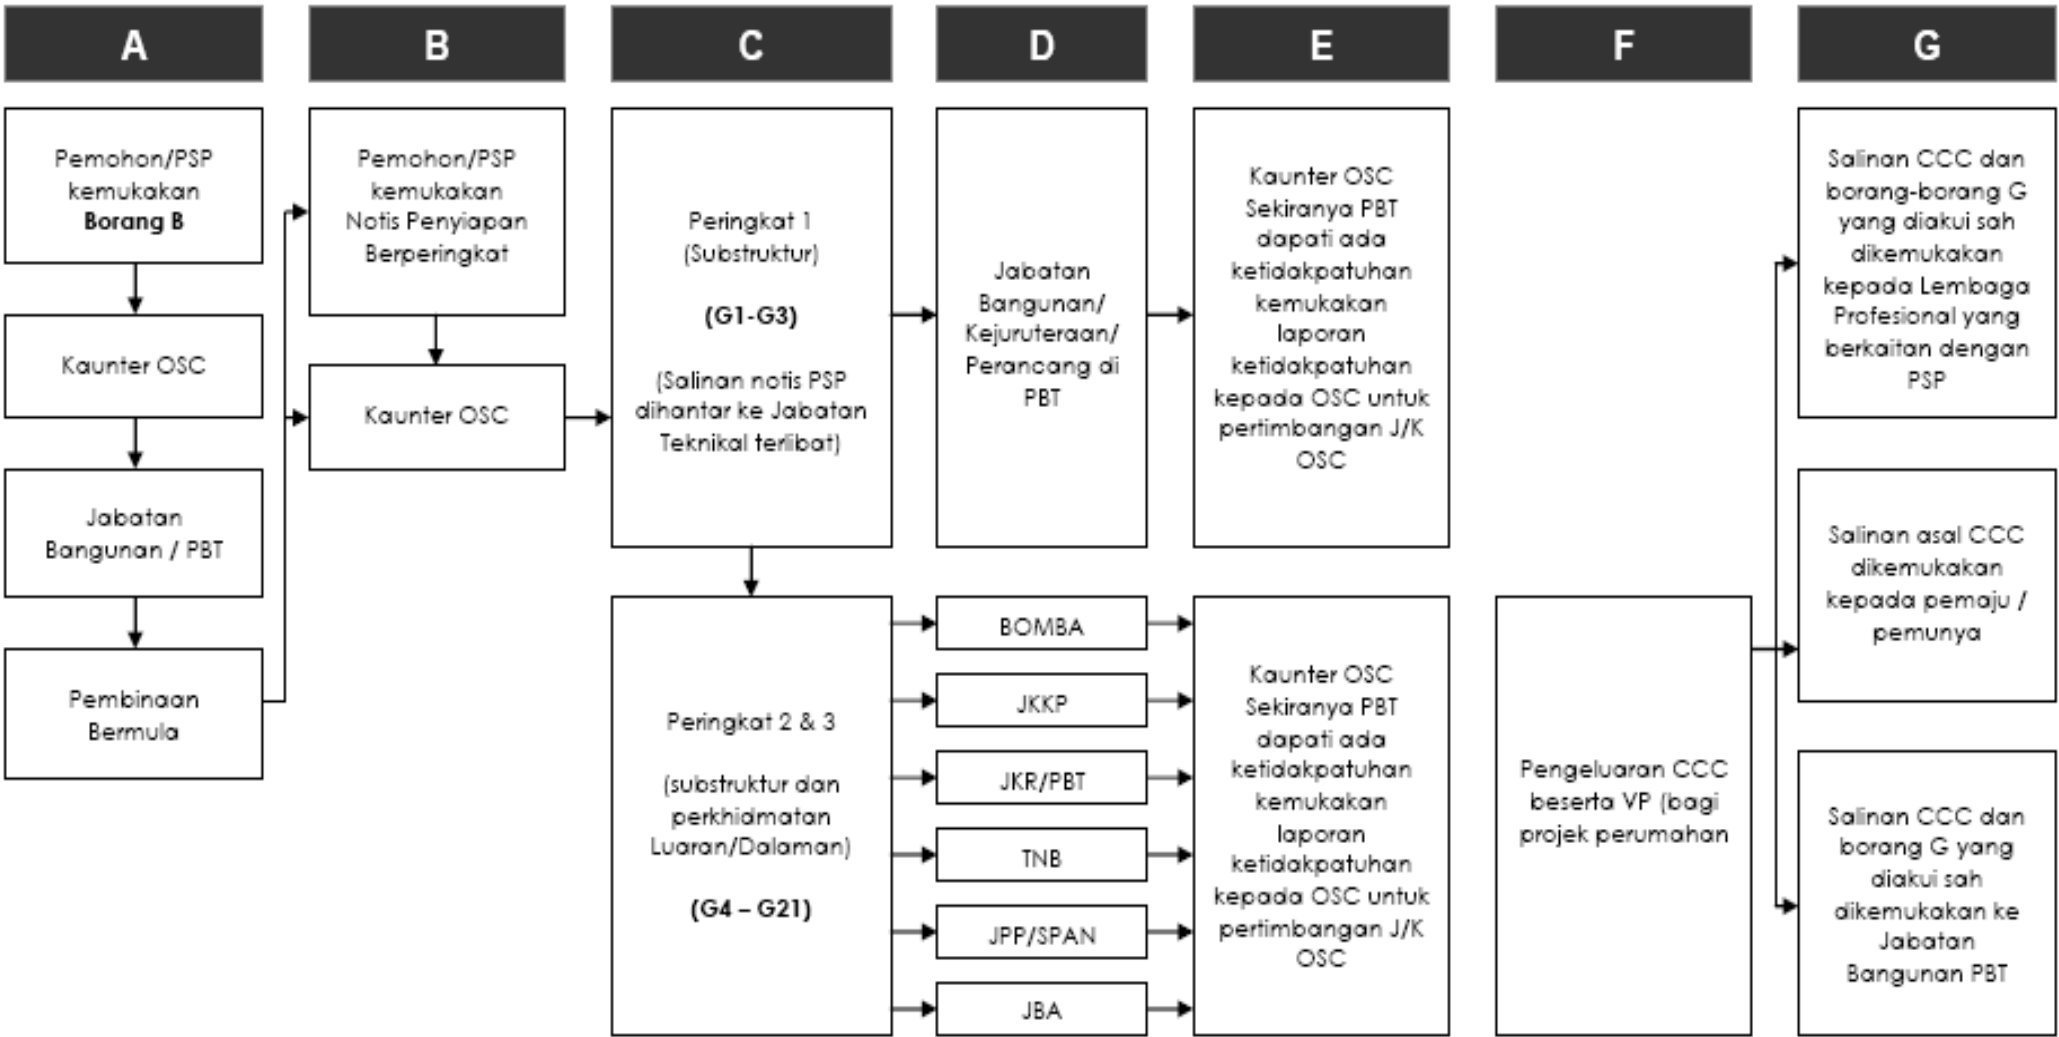 A
B
C
D
E
F
G
Pemohon/PSP
kemukakan
Borang B
Kaunter OSC
Jabatan
Bangunan / PBT
Pembinaan
Bermula
Pemohon/PSP
kemukakan
Notis Penyiapan
Berperingkat
Kaunter OSC
Peringkat 1
(Substruktur)
(G1-G3)
(Salinan notis PSP
dihantar ke Jabatan
Teknikal terlibat)
Peringkat 2 & 3
(substruktur dan
perkhidmatan
Luaran/Dalaman)
(G4 – G21)
Jabatan
Bangunan/
Kejuruteraan/
Perancang di
PBT
BOMBA
JKKP
JKR/PBT
TNB
JPP/SPAN
JBA
Kaunter OSC
Sekiranya PBT
dapati ada
ketidakpatuhan
kemukakan
laporan
ketidakpatuhan
kepada OSC untuk
pertimbangan J/K
OSC
Kaunter OSC
Sekiranya PBT
dapati ada
ketidakpatuhan
kemukakan
laporan
ketidakpatuhan
kepada OSC untuk
pertimbangan J/K
OSC
Pengeluaran CCC
beserta VP (bagi
projek perumahan
Salinan CCC dan
borang-borang G
yang diakui sah
dikemukakan
kepada Lembaga
Profesional yang
berkaitan dengan
PSP
Salinan asal CCC
dikemukakan
kepada pemaju /
pemunya
Salinan CCC dan
borang G yang
diakui sah
dikemukakan ke
Jabatan
Bangunan PBT